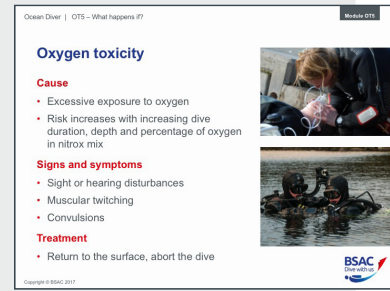 Ocean Diver | OT5 – What happens if?
Module OT5
Oxygen toxicity
Cause
• Excessive exposure to oxygen
• Risk increases with increasing dive
duration, depth and percentage of oxygen
in nitrox mix
Signs and symptoms
• Sight or hearing disturbances
• Muscular twitching
• Convulsions
Treatment
• Return to the surface, abort the dive
BSAC
Dive with us
Copyright © BSAC 2017